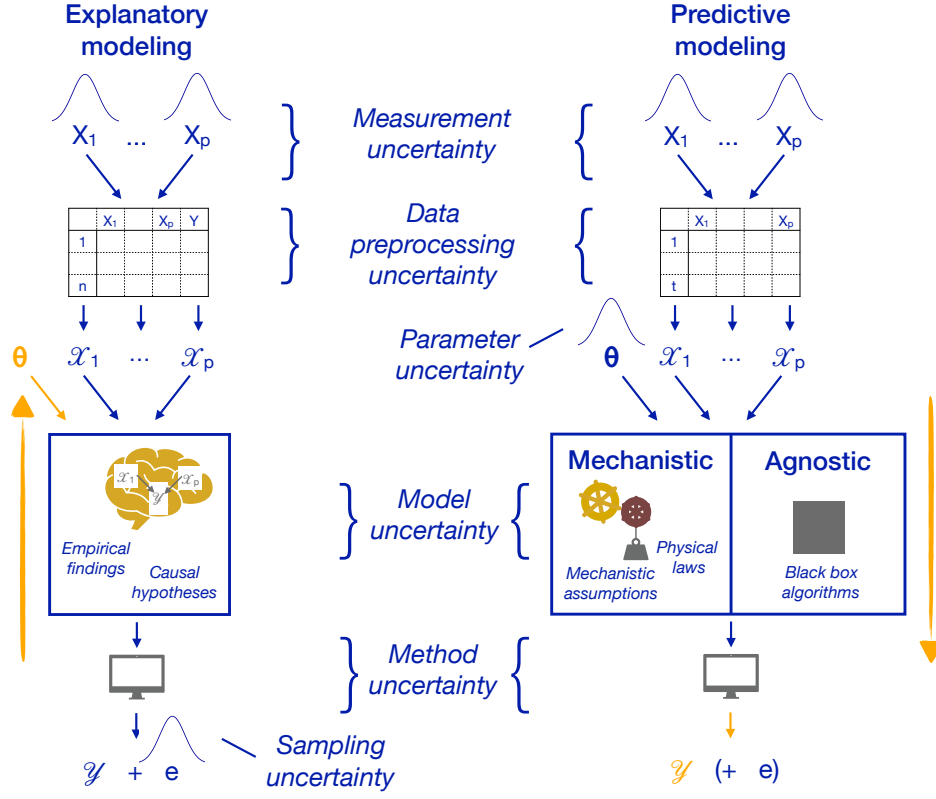 Explanatory
modeling
Predictive
modeling
X₁ ... Xₚ
Measurement
uncertainty
X₁ ... Xₚ
X₁ Xₚ Y
1
n
Data
preprocessing
uncertainty
X₁ Xₚ
1
t
θ 𝒳₁ ... 𝒳ₚ
Parameter
uncertainty
θ 𝒳₁ ... 𝒳ₚ
𝒳₁ 𝒳ₚ
𝒴
Empirical
findings
Causal
hypotheses
Model
uncertainty
Mechanistic
Physical
laws
Mechanistic
assumptions
Agnostic
Black box
algorithms
Method
uncertainty
𝒴 + e
Sampling
uncertainty
𝒴 (+ e)